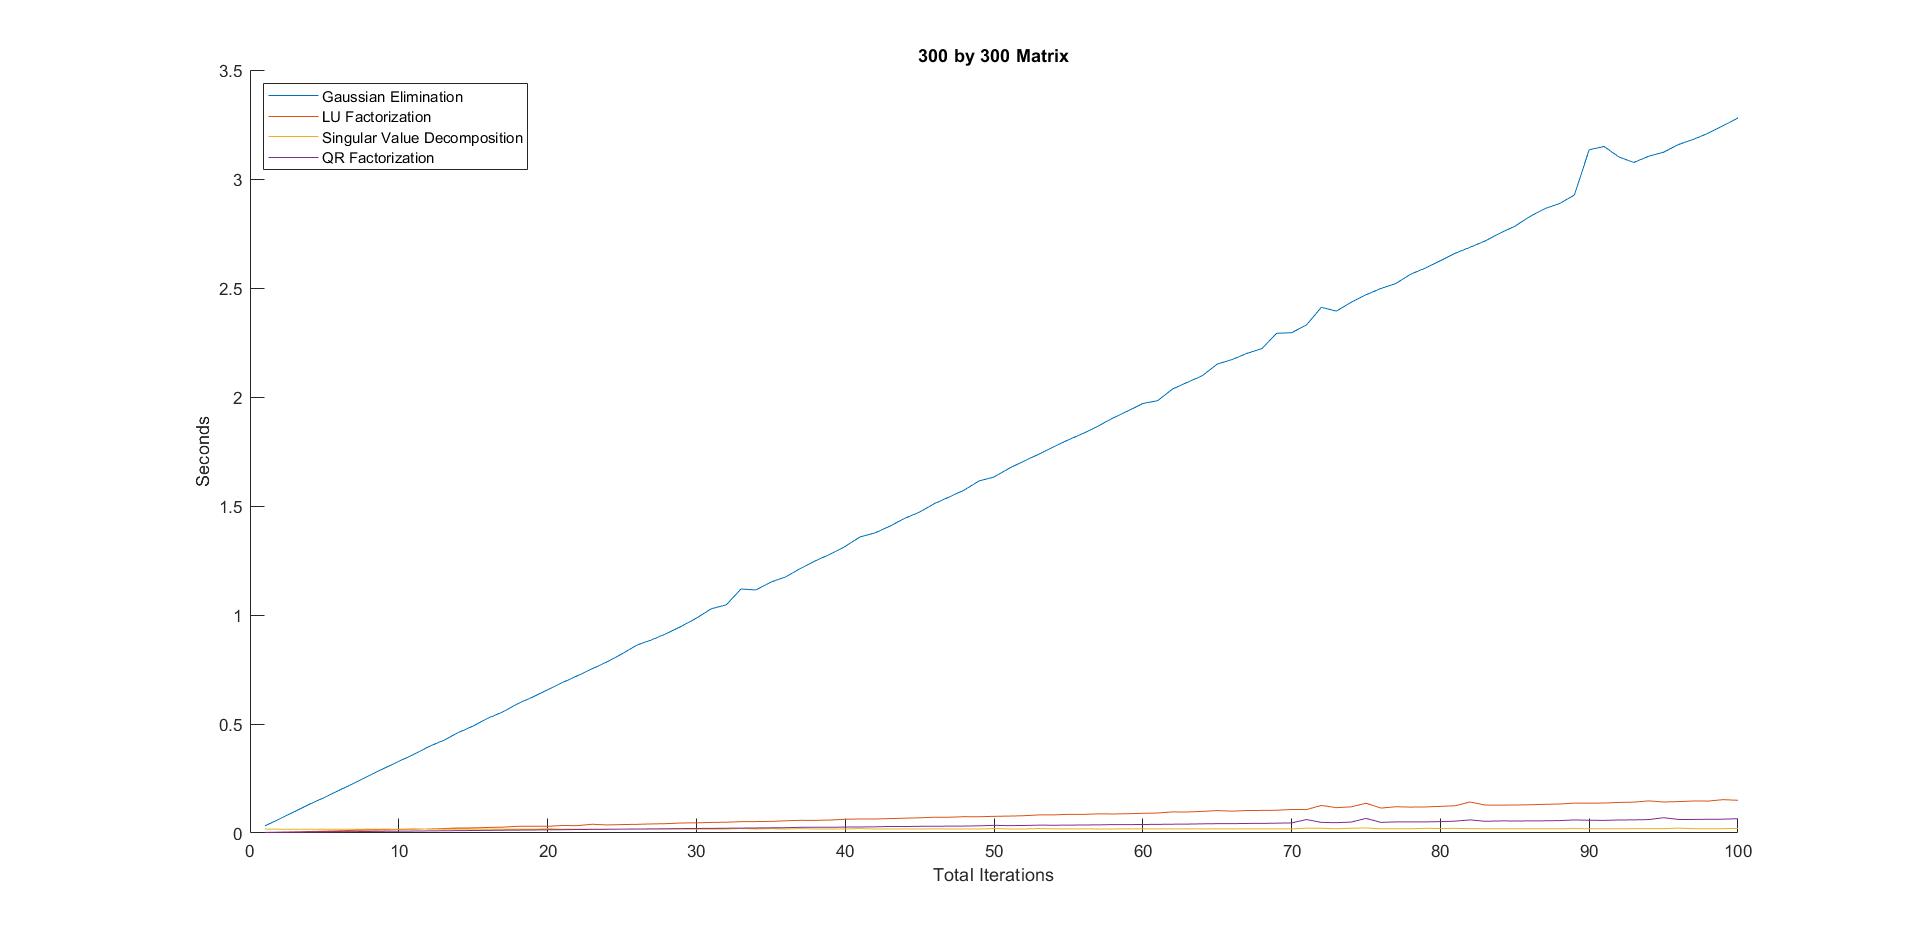 300 by 300 Matrix
3.5
3
2.5
2
1.5
1
0.5
0
Gaussian Elimination
LU Factorization
Singular Value Decomposition
QR Factorization
Seconds
0 10 20 30 40 50 60 70 80 90 100
Total Iterations